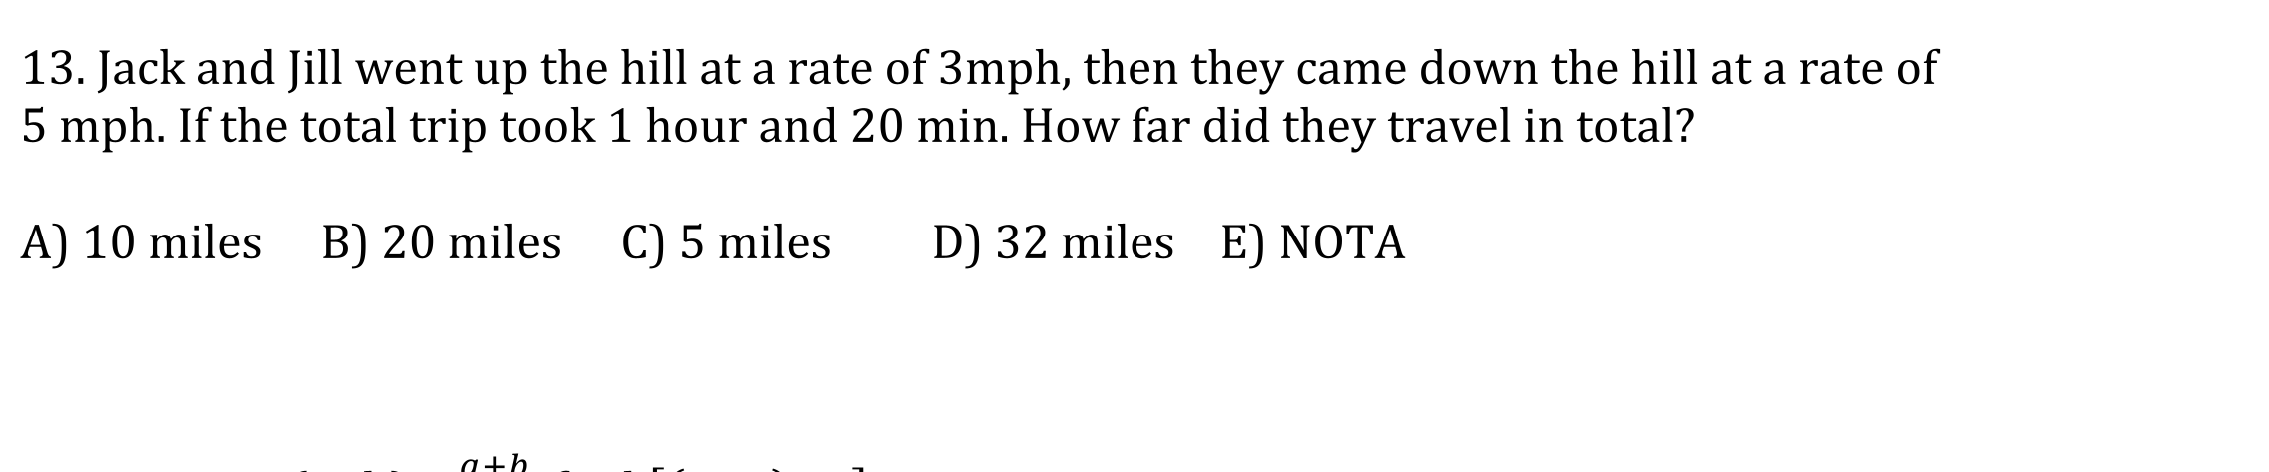 13. Jack and Jill went up the hill at a rate of 3mph, then they came down the hill at a rate of
5 mph. If the total trip took 1 hour and 20 min. How far did they travel in total?
A) 10 miles B) 20 miles C) 5 miles D) 32 miles E) NOTA
a+b